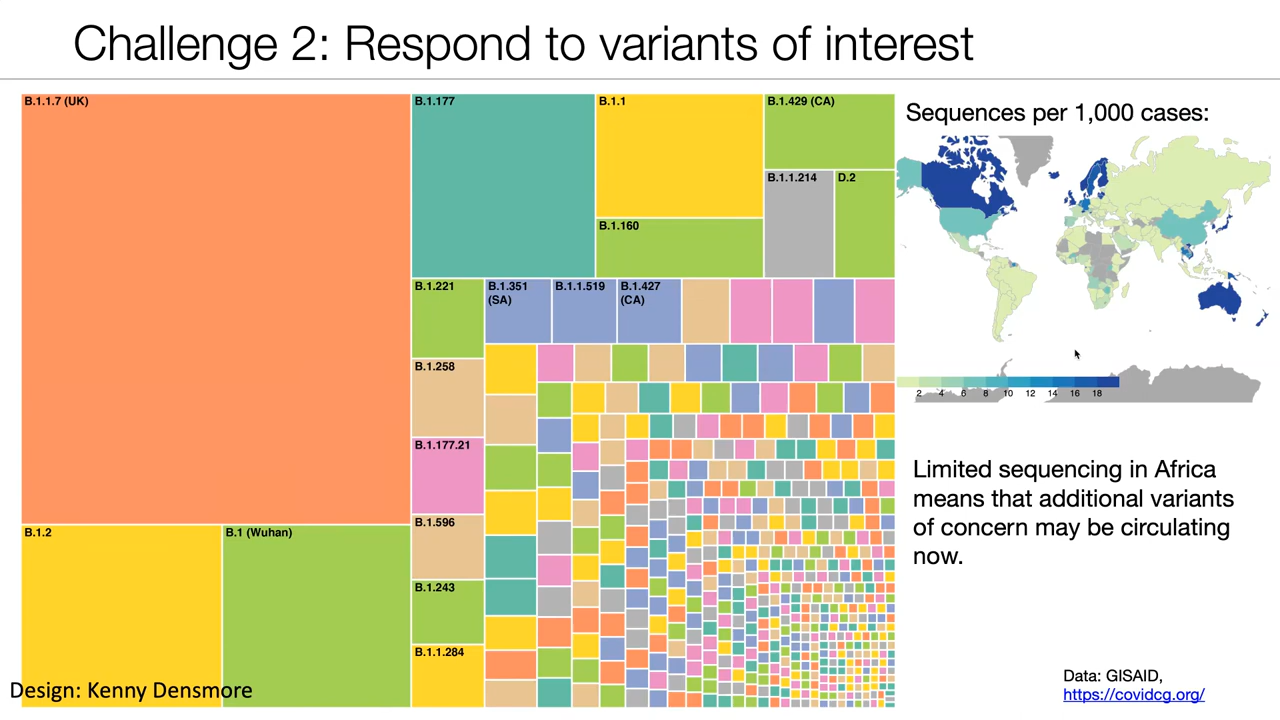 Challenge 2: Respond to variants of interest
B.1.1.7 (UK)
B.1.177
B.1.1
B.1.429 (CA)
B.1.1.214
D.2
B.1.160
B.1.221
B.1.351
(SA)
B.1.1.519
B.1.427
(CA)
B.1.258
B.1.177.21
B.1.596
B.1.2
B.1 (Wuhan)
B.1.243
B.1.1.284
Design: Kenny Densmore
Sequences per 1,000 cases:
2 4 6 8 10 12 14 16 18
Limited sequencing in Africa
means that additional variants
of concern may be circulating
now.
Data: GISAID,
https://covidcg.org/